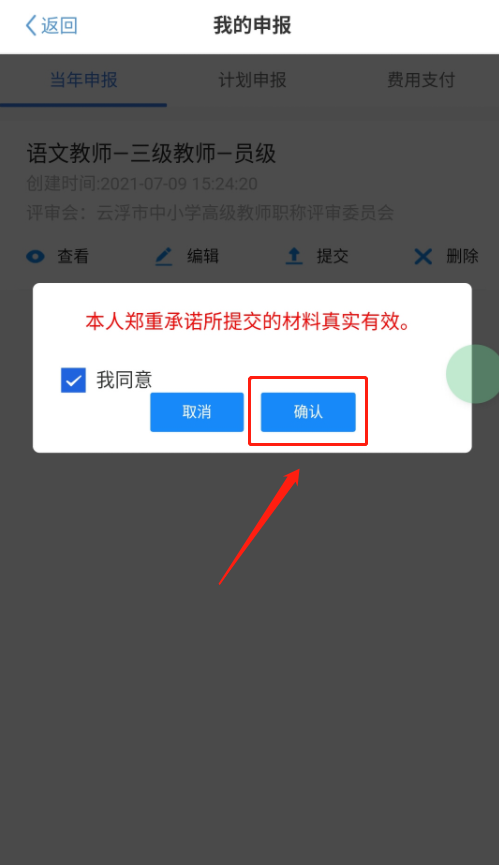 返回 我的申报
当年申报 计划申报 费用支付
语文教师—三级教师—员级
创建时间:2021-07-09 15:24:20
评审会：云浮市中小学高级教师职称评审委员会
查看 编辑 提交 删除
本人郑重承诺所提交的材料真实有效。
我同意
取消 确认